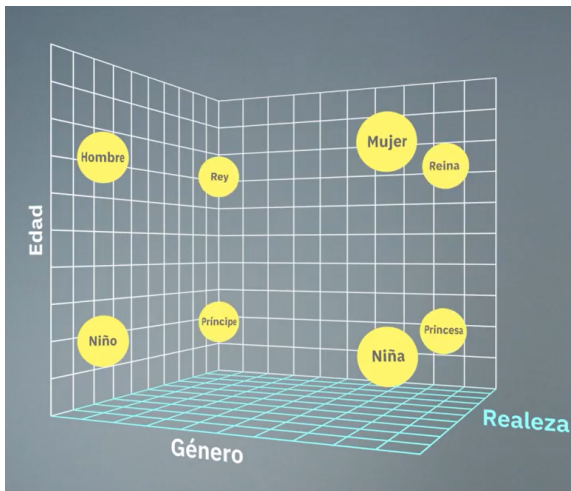 Mujer
Hombre
Reina
Rey
Edad
Príncipe
Princesa
Niño
Niña
Realeza
Género